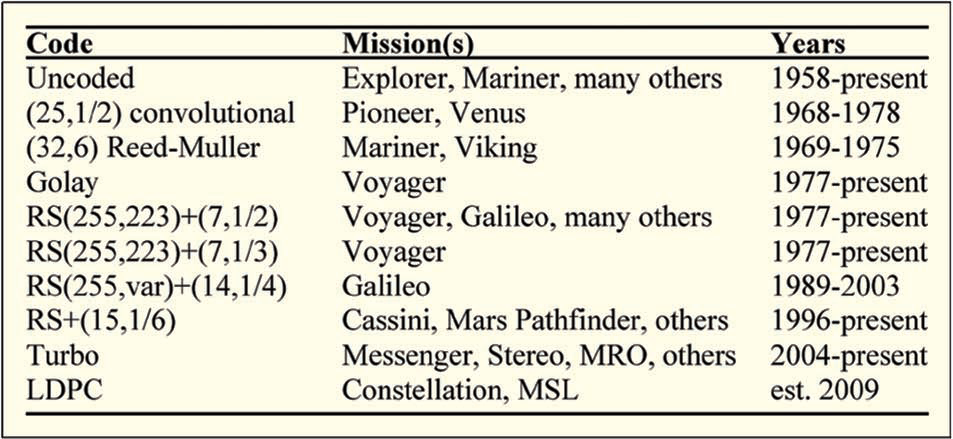 Code Mission(s) Years
Uncoded Explorer, Mariner, many others 1958-present
(25,1/2) convolutional Pioneer, Venus 1968-1978
(32,6) Reed-Muller Mariner, Viking 1969-1975
Golay Voyager 1977-present
RS(255,223)+(7,1/2) Voyager, Galileo, many others 1977-present
RS(255,223)+(7,1/3) Voyager 1977-present
RS(255,var)+(14,1/4) Galileo 1989-2003
RS+(15,1/6) Cassini, Mars Pathfinder, others 1996-present
Turbo Messenger, Stereo, MRO, others 2004-present
LDPC Constellation, MSL est. 2009